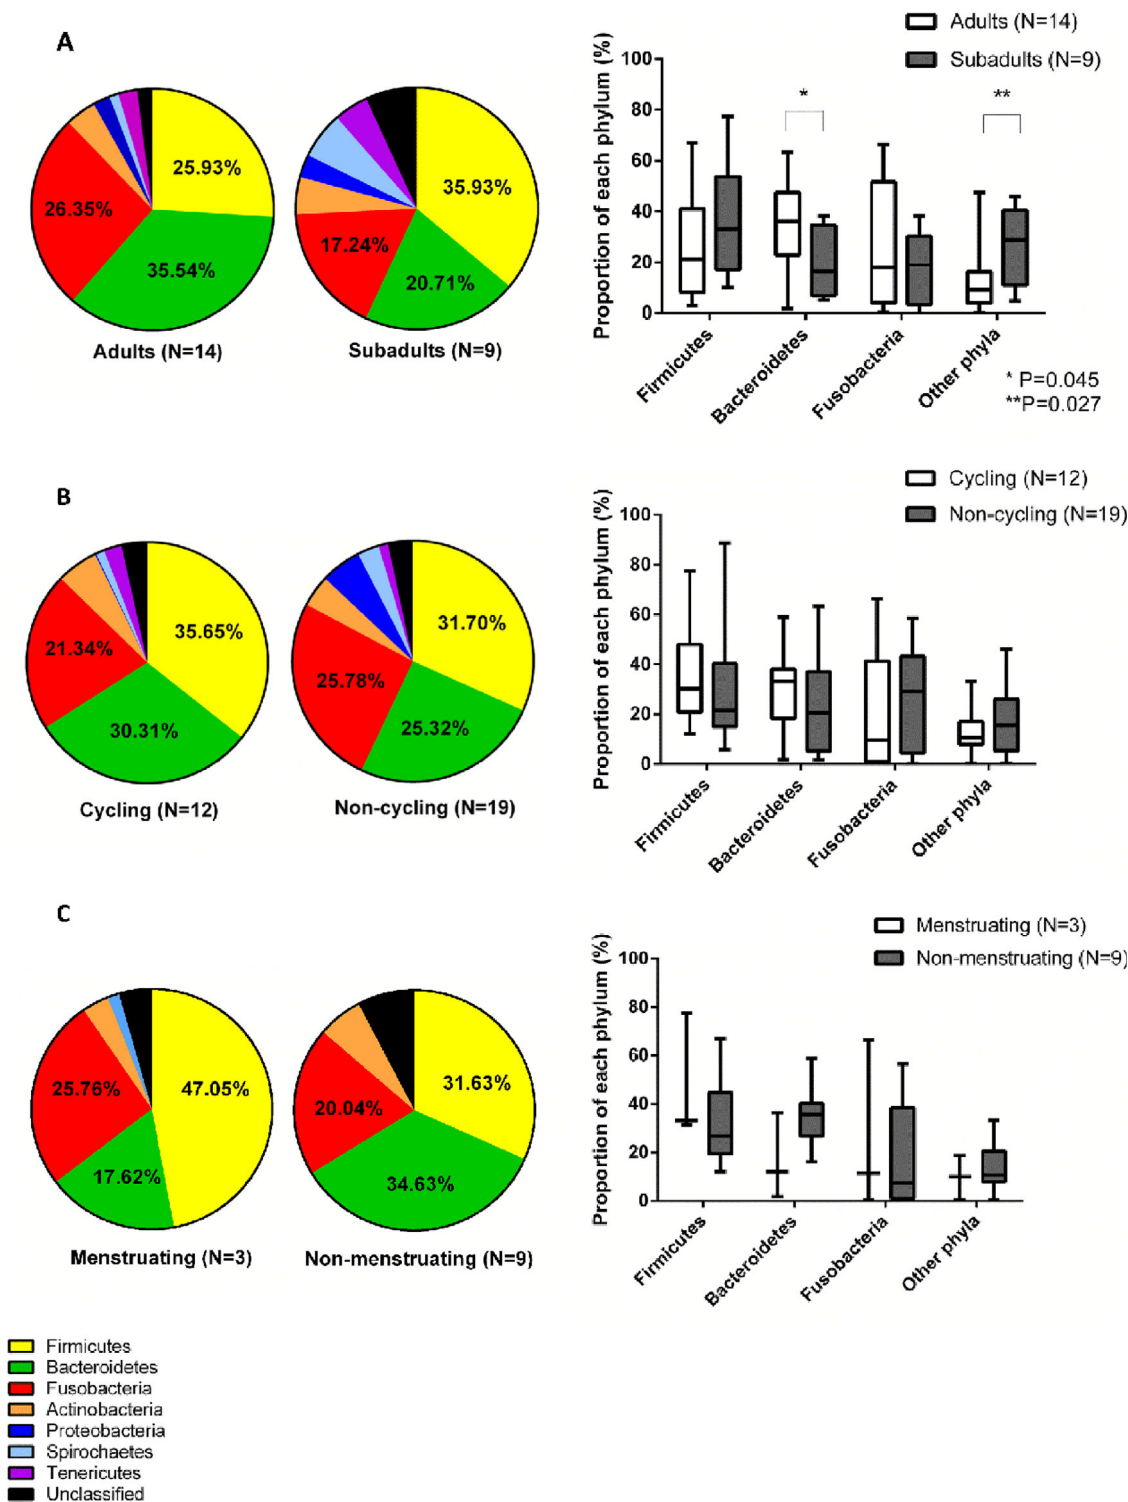 A
25.93%
26.35%
35.54%
Adults (N=14)
35.93%
17.24%
20.71%
Subadults (N=9)
Adults (N=14)
Subadults (N=9)
Proportion of each phylum (%)
100
80
60
40
20
0
*
**
Firmicutes
Bacteroidetes
Fusobacteria
Other phyla
* P=0.045
**P=0.027
B
35.65%
21.34%
30.31%
Cycling (N=12)
31.70%
25.78%
25.32%
Non-cycling (N=19)
Cycling (N=12)
Non-cycling (N=19)
Proportion of each phylum (%)
100
80
60
40
20
0
Firmicutes
Bacteroidetes
Fusobacteria
Other phyla
C
47.05%
25.76%
17.62%
Menstruating (N=3)
31.63%
20.04%
34.63%
Non-menstruating (N=9)
Menstruating (N=3)
Non-menstruating (N=9)
Proportion of each phylum (%)
100
80
60
40
20
0
Firmicutes
Bacteroidetes
Fusobacteria
Other phyla
Firmicutes
Bacteroidetes
Fusobacteria
Actinobacteria
Proteobacteria
Spirochaetes
Tenericutes
Unclassified